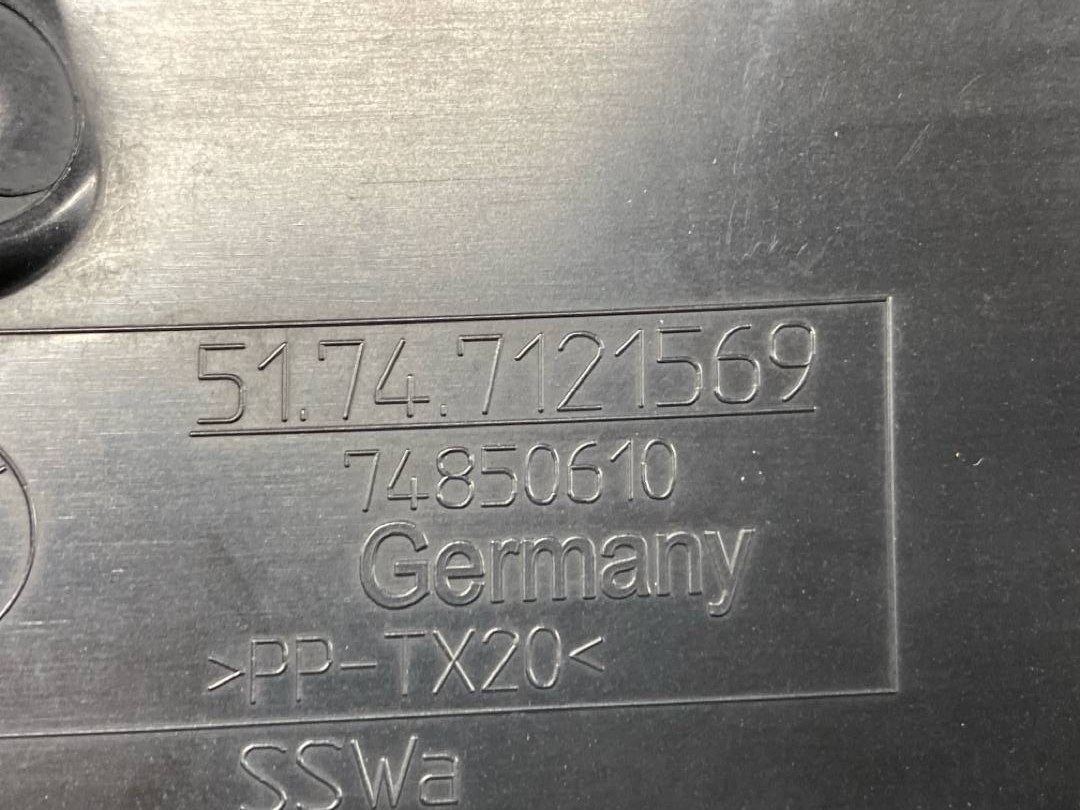 51.74.7121569
74850610
Germany
>PP-TX20<
SSWa